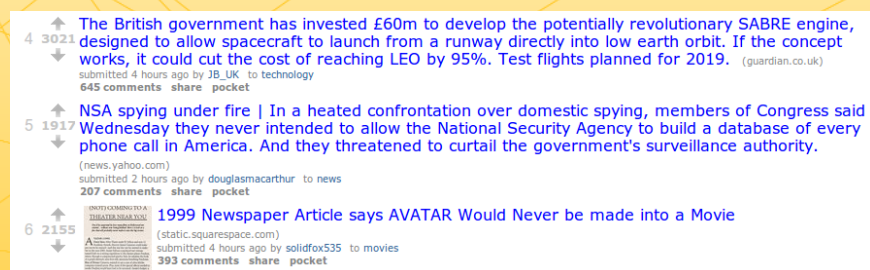 The British government has invested £60m to develop the potentially revolutionary SABRE engine,
4 3021 designed to allow spacecraft to launch from a runway directly into low earth orbit. If the concept
works, it could cut the cost of reaching LEO by 95%. Test flights planned for 2019. (guardian.co.uk)
submitted 4 hours ago by JB_UK to technology
645 comments share pocket
NSA spying under fire | In a heated confrontation over domestic spying, members of Congress said
5 1917 Wednesday they never intended to allow the National Security Agency to build a database of every
phone call in America. And they threatened to curtail the government's surveillance authority.
(news.yahoo.com)
submitted 2 hours ago by douglasmacarthur to news
207 comments share pocket
(NOT) COMING TO A
THEATER NEAR YOU
1999 Newspaper Article says AVATAR Would Never be made into a Movie
6 2155 (static.squarespace.com)
submitted 4 hours ago by solidfox535 to movies
393 comments share pocket